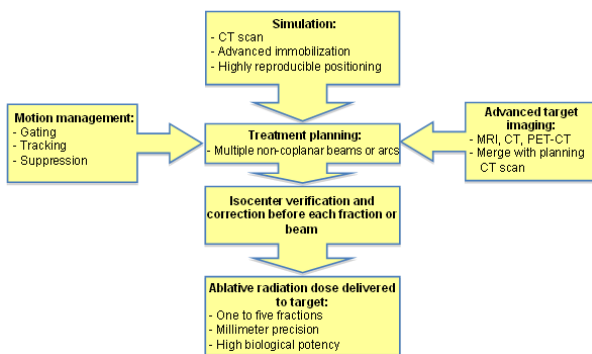 Simulation:
- CT scan
- Advanced immobilization
- Highly reproducible positioning
Motion management:
- Gating
- Tracking
- Suppression
Treatment planning:
- Multiple non-coplanar beams or arcs
Advanced target
imaging:
- MRI, CT, PET-CT
- Merge with planning
CT scan
Isocenter verification and
correction before each fraction or
beam
Ablative radiation dose delivered
to target:
- One to five fractions
- Millimeter precision
- High biological potency